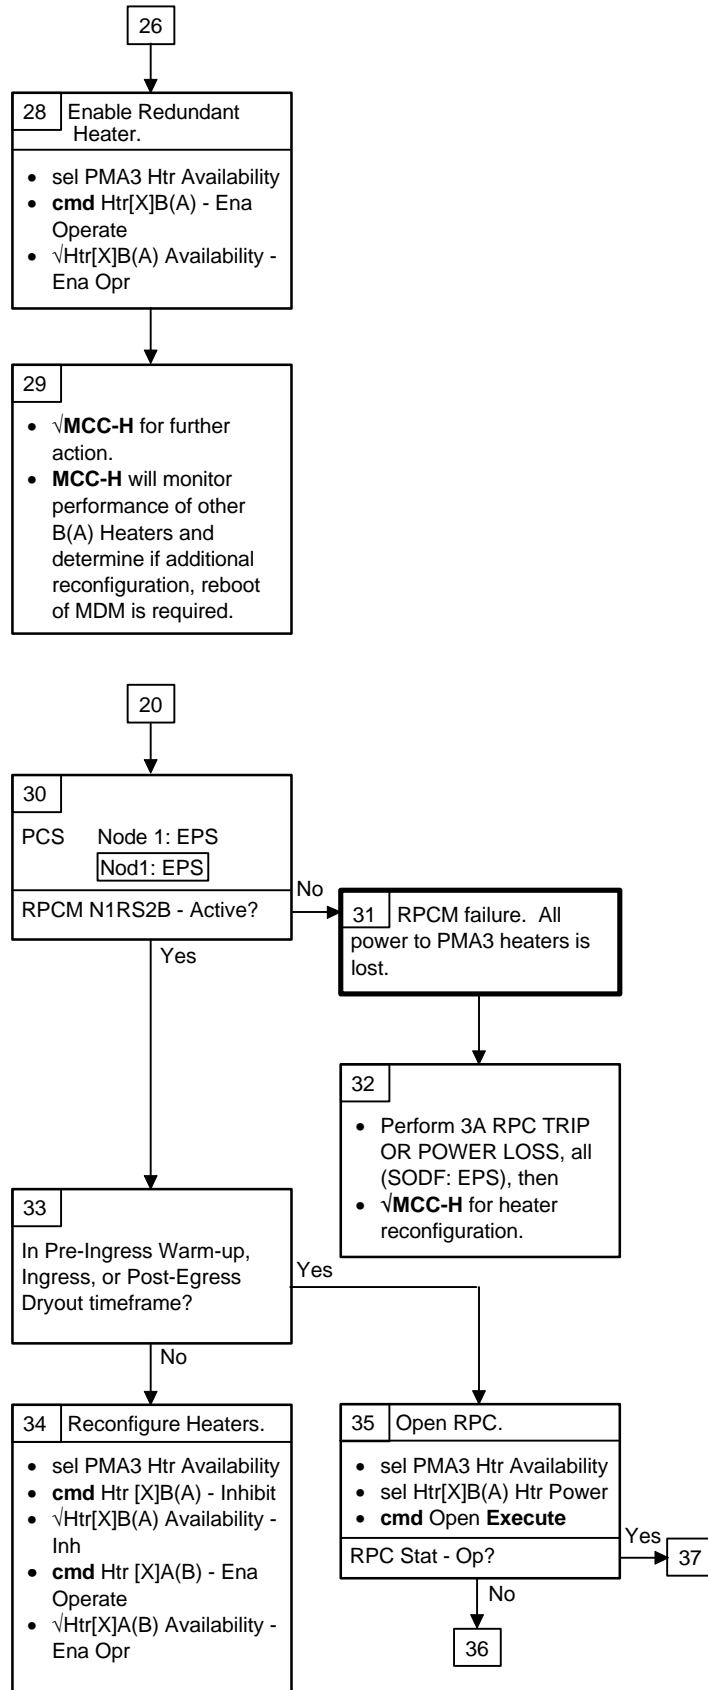 26
28 Enable Redundant
Heater.
• sel PMA3 Htr Availability
• cmd Htr[X]B(A) - Ena
Operate
• √Htr[X]B(A) Availability -
Ena Opr
29
• √MCC-H for further
action.
• MCC-H will monitor
performance of other
B(A) Heaters and
determine if additional
reconfiguration, reboot
of MDM is required.
20
30
PCS Node 1: EPS
Nod1: EPS
RPCM N1RS2B - Active?
No
Yes
31 RPCM failure. All
power to PMA3 heaters is
lost.
32
• Perform 3A RPC TRIP
OR POWER LOSS, all
(SODF: EPS), then
• √MCC-H for heater
reconfiguration.
33
In Pre-Ingress Warm-up,
Ingress, or Post-Egress
Dryout timeframe?
Yes
No
34 Reconfigure Heaters.
• sel PMA3 Htr Availability
• cmd Htr [X]B(A) - Inhibit
• √Htr[X]B(A) Availability -
Inh
• cmd Htr [X]A(B) - Ena
Operate
• √Htr[X]A(B) Availability -
Ena Opr
35 Open RPC.
• sel PMA3 Htr Availability
• sel Htr[X]B(A) Htr Power
• cmd Open Execute
RPC Stat - Op?
Yes
37
No
36